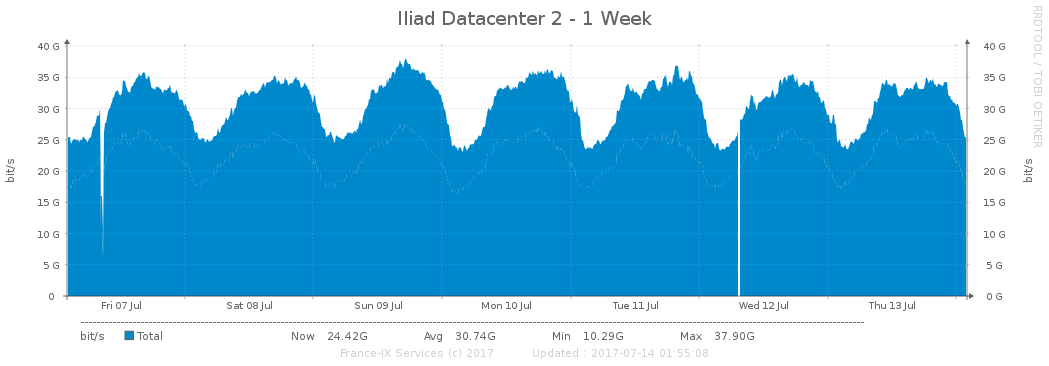 Iliad Datacenter 2 - 1 Week
RRDTOOL / TOBI OETIKER
40 G 40 G
35 G 35 G
30 G 30 G
25 G 25 G
20 G 20 G
15 G 15 G
10 G 10 G
5 G 5 G
0 0 G
bit/s bit/s
Fri 07 Jul Sat 08 Jul Sun 09 Jul Mon 10 Jul Tue 11 Jul Wed 12 Jul Thu 13 Jul
bit/s Total Now 24.42G Avg 30.74G Min 10.29G Max 37.90G
France-IX Services (c) 2017 Updated : 2017-07-14 01:55:08